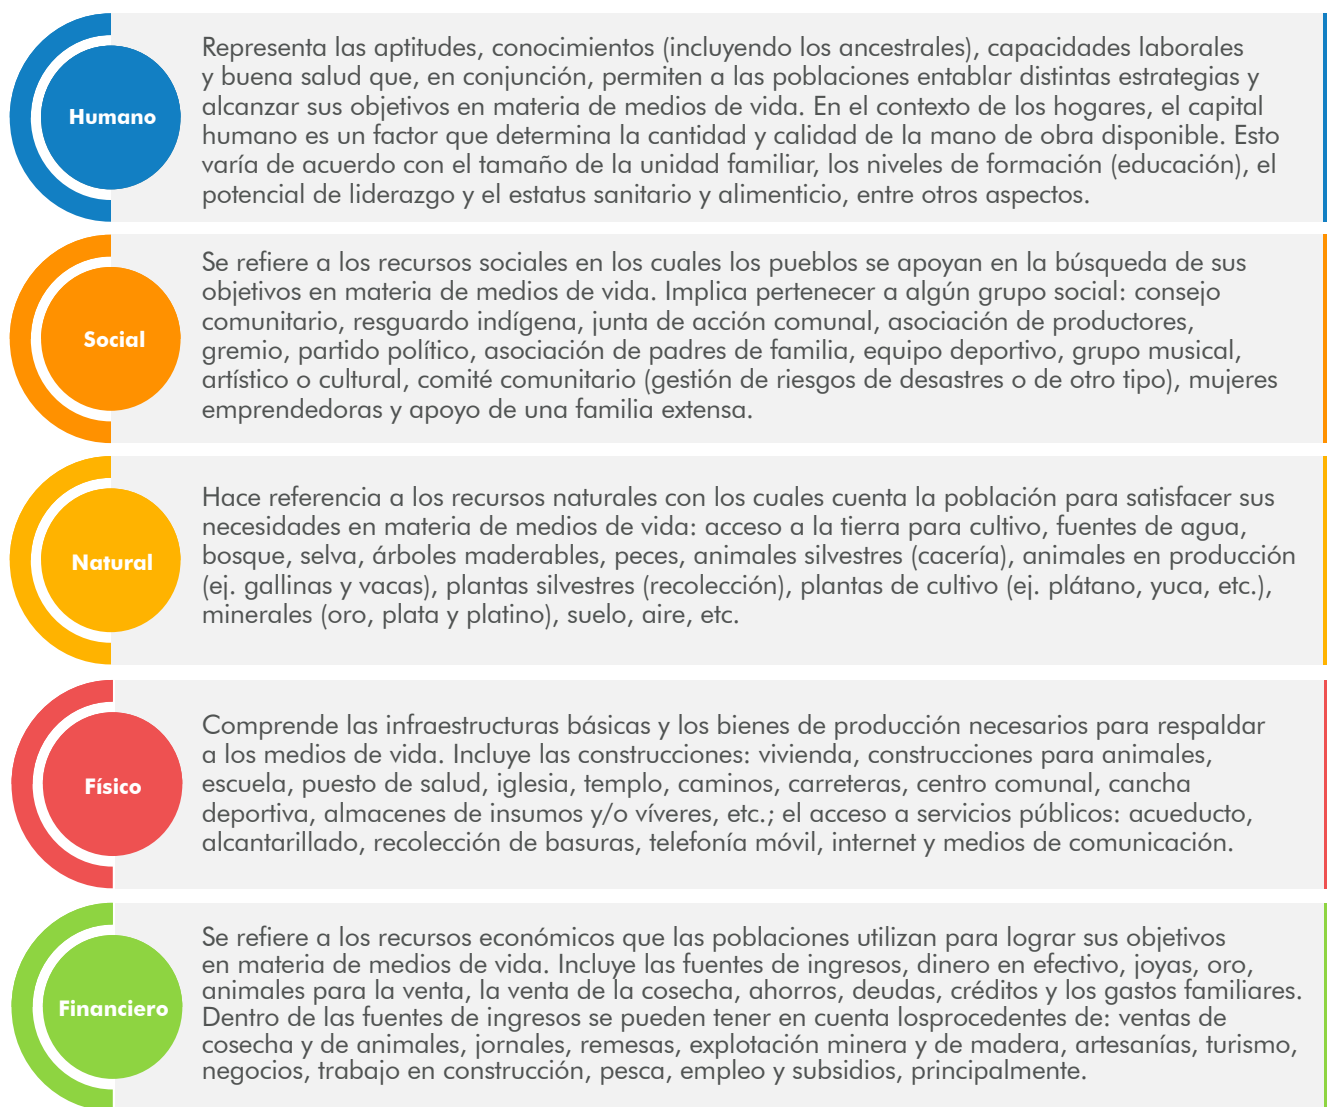 Humano
Representa las aptitudes, conocimientos (incluyendo los ancestrales), capacidades laborales
y buena salud que, en conjunción, permiten a las poblaciones entablar distintas estrategias y
alcanzar sus objetivos en materia de medios de vida. En el contexto de los hogares, el capital
humano es un factor que determina la cantidad y calidad de la mano de obra disponible. Esto
varía de acuerdo con el tamaño de la unidad familiar, los niveles de formación (educación), el
potencial de liderazgo y el estatus sanitario y alimenticio, entre otros aspectos.
Social
Se refiere a los recursos sociales en los cuales los pueblos se apoyan en la búsqueda de sus
objetivos en materia de medios de vida. Implica pertenecer a algún grupo social: consejo
comunitario, resguardo indígena, junta de acción comunal, asociación de productores,
gremio, partido político, asociación de padres de familia, equipo deportivo, grupo musical,
artístico o cultural, comité comunitario (gestión de riesgos de desastres o de otro tipo), mujeres
emprendedoras y apoyo de una familia extensa.
Natural
Hace referencia a los recursos naturales con los cuales cuenta la población para satisfacer sus
necesidades en materia de medios de vida: acceso a la tierra para cultivo, fuentes de agua,
bosque, selva, árboles maderables, peces, animales silvestres (cacería), animales en producción
(ej. gallinas y vacas), plantas silvestres (recolección), plantas de cultivo (ej. plátano, yuca, etc.),
minerales (oro, plata y platino), suelo, aire, etc.
Físico
Comprende las infraestructuras básicas y los bienes de producción necesarios para respaldar
a los medios de vida. Incluye las construcciones: vivienda, construcciones para animales,
escuela, puesto de salud, iglesia, templo, caminos, carreteras, centro comunal, cancha
deportiva, almacenes de insumos y/o víveres, etc.; el acceso a servicios públicos: acueducto,
alcantarillado, recolección de basuras, telefonía móvil, internet y medios de comunicación.
Financiero
Se refiere a los recursos económicos que las poblaciones utilizan para lograr sus objetivos
en materia de medios de vida. Incluye las fuentes de ingresos, dinero en efectivo, joyas, oro,
animales para la venta, la venta de la cosecha, ahorros, deudas, créditos y los gastos familiares.
Dentro de las fuentes de ingresos se pueden tener en cuenta losprocedentes de: ventas de
cosecha y de animales, jornales, remesas, explotación minera y de madera, artesanías, turismo,
negocios, trabajo en construcción, pesca, empleo y subsidios, principalmente.